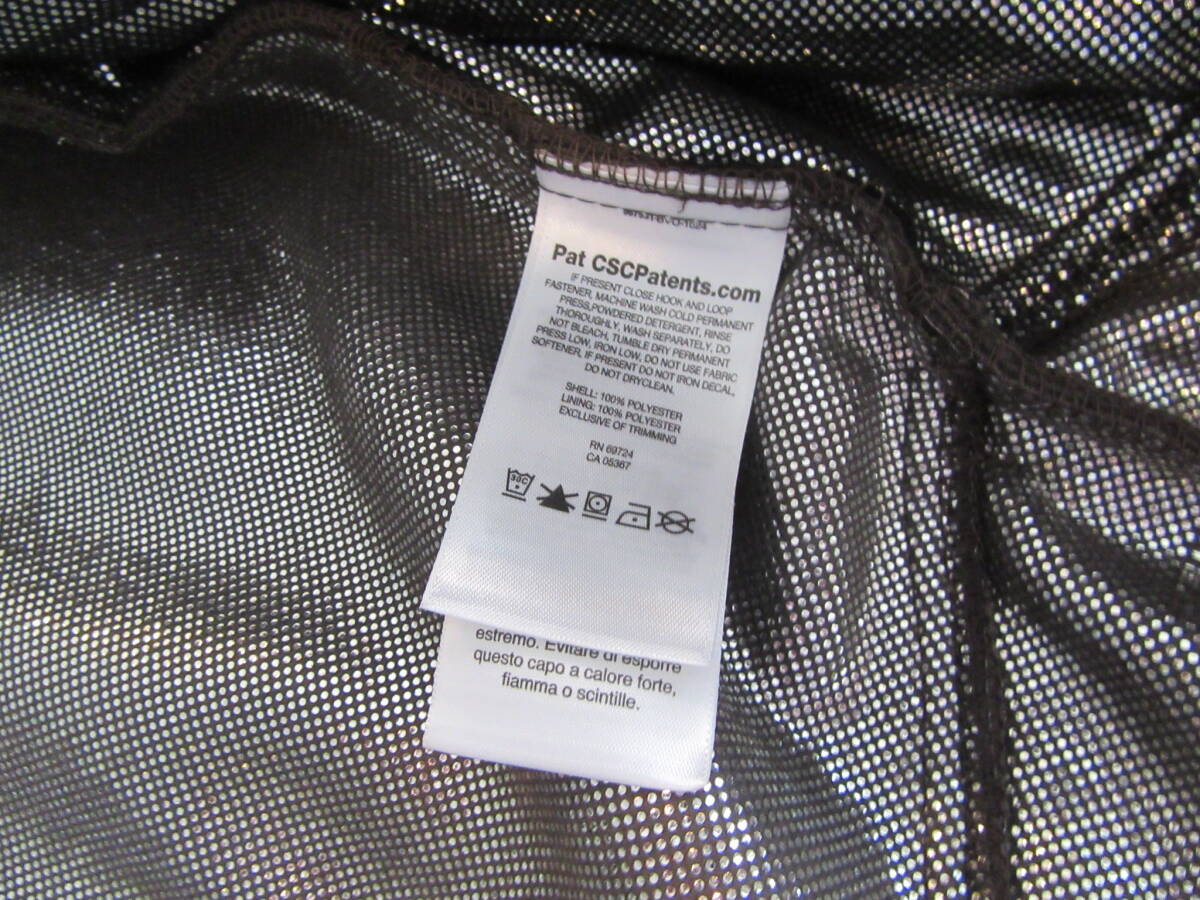 Pat CSCPatents.com
IF PRESENT CLOSE HOOK AND LOOP
FASTENER, MACHINE WASH COLD PERMANENT
PRESS,POWDERED DETERGENT, RINSE
THOROUGHLY, WASH SEPARATELY, DO
NOT BLEACH, TUMBLE DRY PERMANENT
PRESS LOW, IRON LOW, DO NOT USE FABRIC
SOFTENER, IF PRESENT DO NOT IRON DECAL,
DO NOT DRYCLEAN.
SHELL: 100% POLYESTER
LINING: 100% POLYESTER
EXCLUSIVE OF TRIMMING
RN 69724
CA 05367
30C
estremo. Evitare di esporre
questo capo a calore forte,
fiamma o scintille.